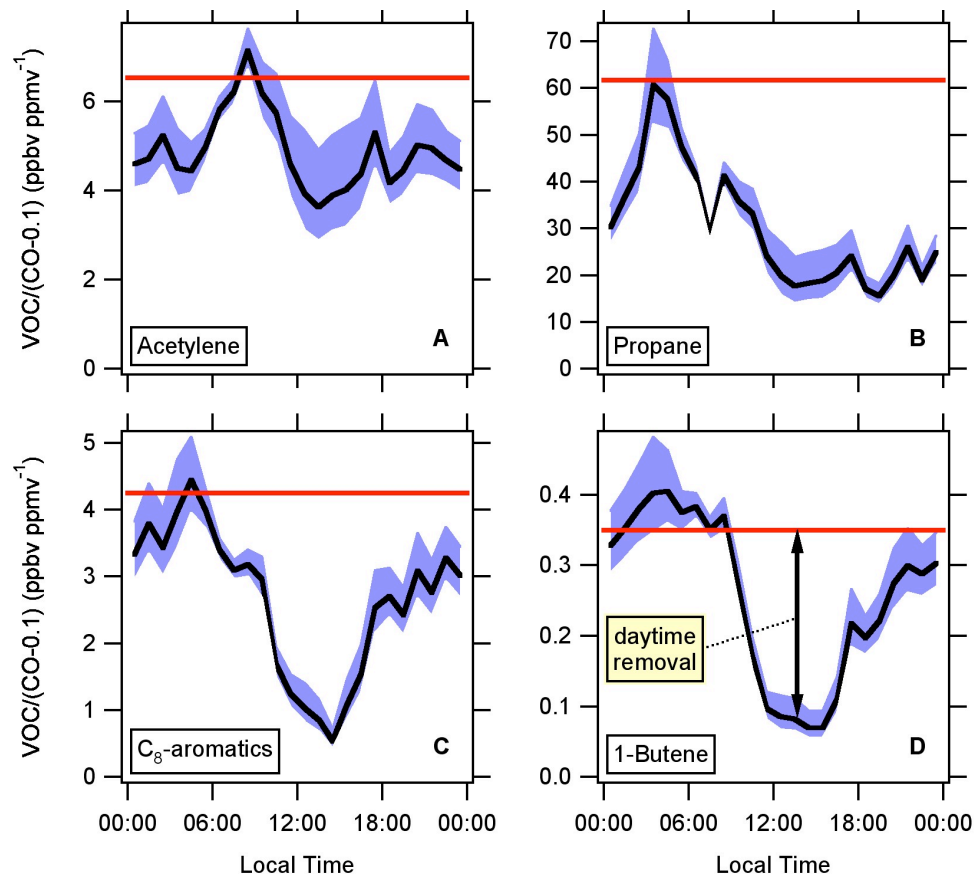 VOC/(CO-0.1) (ppbv ppmv⁻¹)
6
4
2
0
Acetylene
A
70
60
50
40
30
20
10
0
Propane
B
VOC/(CO-0.1) (ppbv ppmv⁻¹)
5
4
3
2
1
0
C₈-aromatics
C
00:00 06:00 12:00 18:00 00:00
Local Time
0.4
0.3
0.2
0.1
0.0
daytime
removal
1-Butene
D
00:00 06:00 12:00 18:00 00:00
Local Time